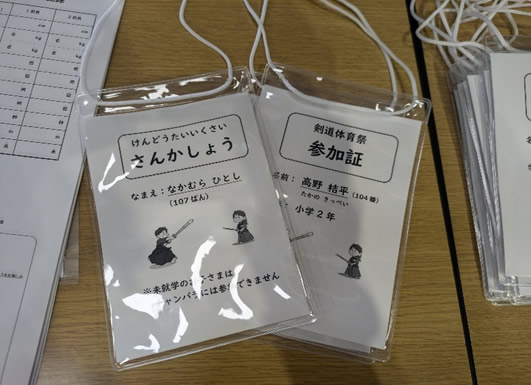 けんどうたいいくさい
さんかしょう
なまえ:なかむら ひとし
(107ばん)
※未就学のお さまは
チャンバラには参加できません
剣道体育祭
参加証
名前: 高野 桔平 (104番)
たかの きっぺい
小学2年